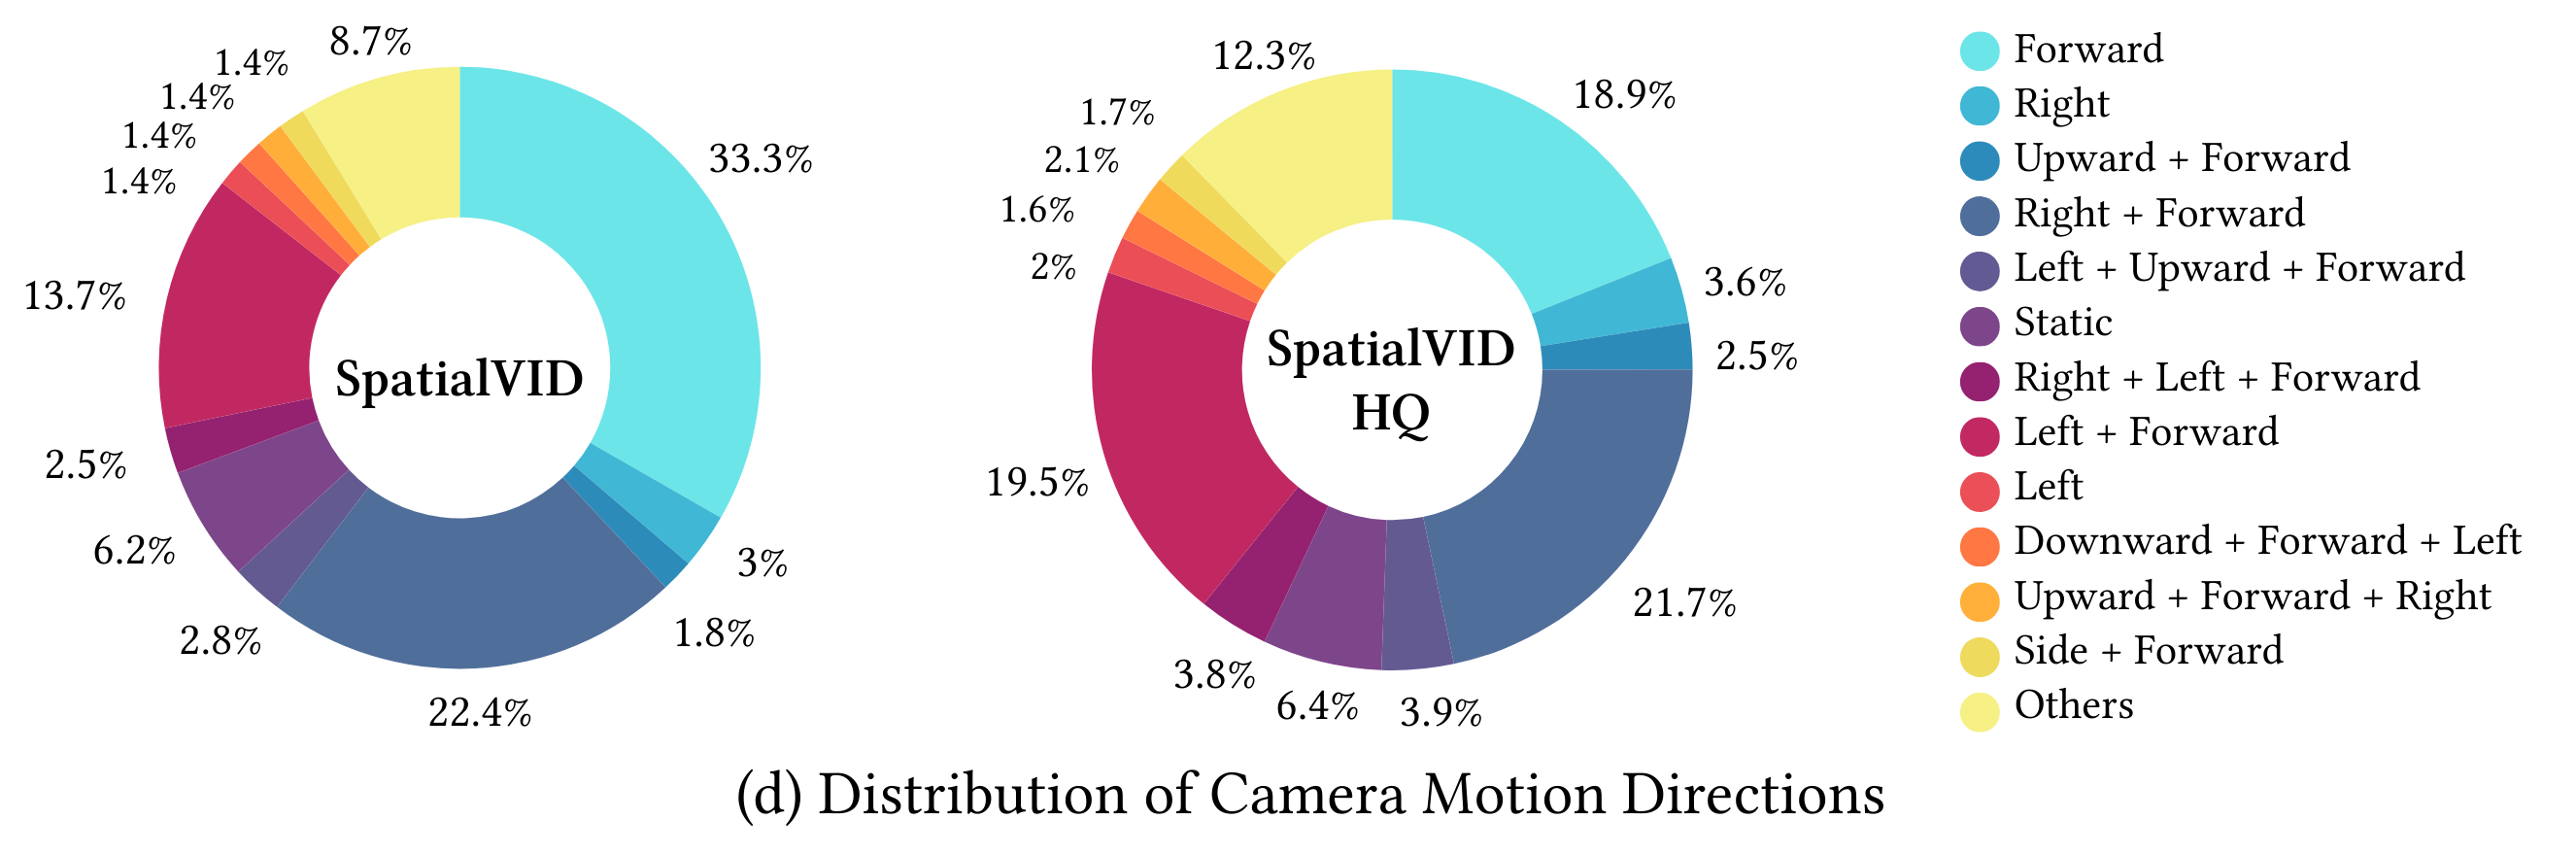 8.7%
1.4%
1.4%
1.4%
1.4%
33.3%
13.7%
SpatialVID
2.5%
6.2%
3%
2.8%
1.8%
22.4%
12.3%
1.7%
18.9%
2.1%
1.6%
2%
3.6%
SpatialVID
HQ
2.5%
19.5%
21.7%
3.8%
6.4%
3.9%
Forward
Right
Upward + Forward
Right + Forward
Left + Upward + Forward
Static
Right + Left + Forward
Left + Forward
Left
Downward + Forward + Left
Upward + Forward + Right
Side + Forward
Others
(d) Distribution of Camera Motion Directions